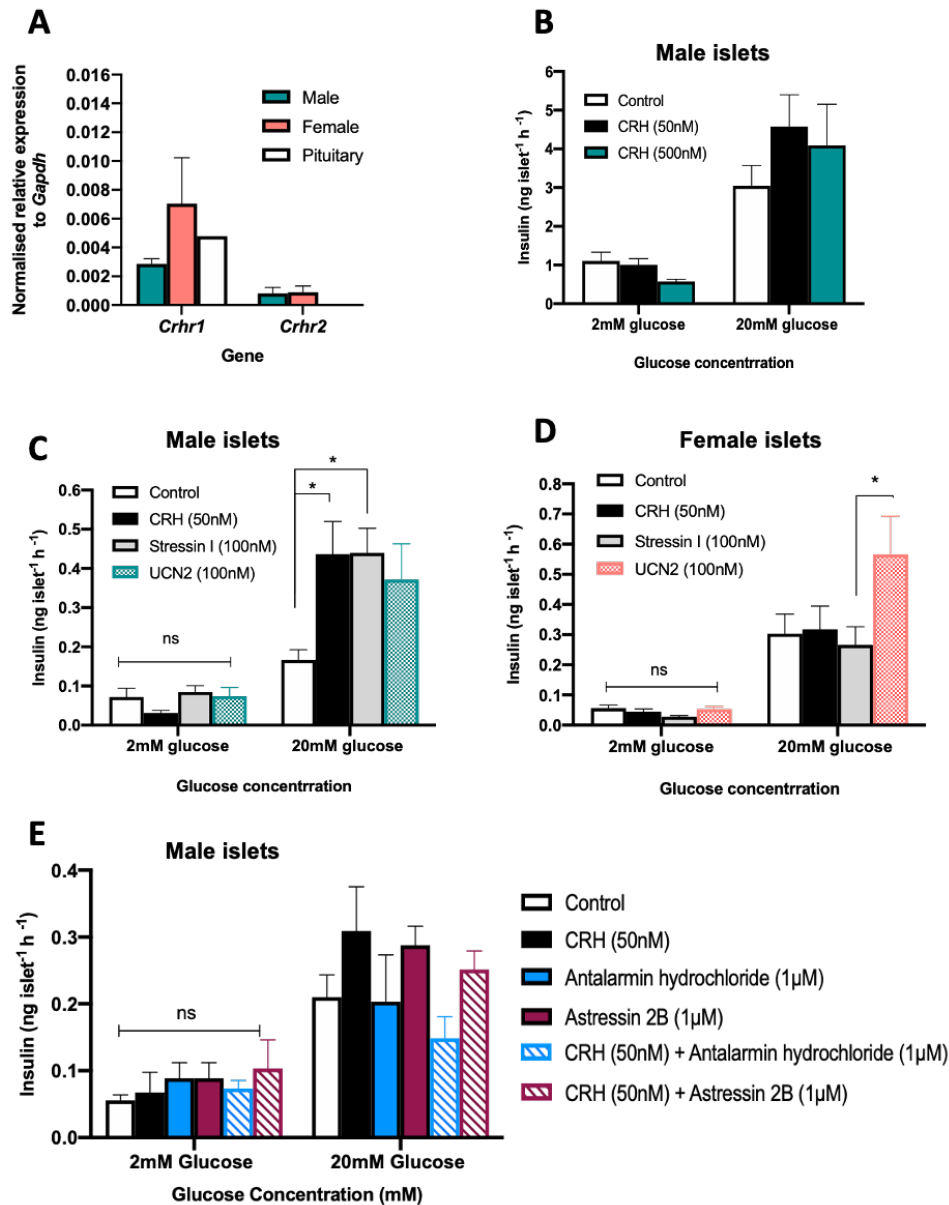 A
0.016
0.014
0.012
0.010
0.008
0.006
0.004
0.002
0.000
Normalised relative expression
to Gapdh
Male
Female
Pituitary
Crhr1
Crhr2
Gene
B
Male islets
6
5
4
3
2
1
0
Insulin (ng islet⁻¹ h ⁻¹)
Control
CRH (50nM)
CRH (500nM)
2mM glucose
20mM glucose
Glucose concentrration
C
Male islets
0.6
0.5
0.4
0.3
0.2
0.1
0.0
Insulin (ng islet⁻¹ h ⁻¹)
Control
CRH (50nM)
Stressin I (100nM)
UCN2 (100nM)
ns
*
*
2mM glucose
20mM glucose
Glucose concentrration
D
Female islets
0.8
0.7
0.6
0.5
0.4
0.3
0.2
0.1
0.0
Insulin (ng islet⁻¹ h ⁻¹)
Control
CRH (50nM)
Stressin I (100nM)
UCN2 (100nM)
ns
*
2mM glucose
20mM glucose
Glucose concentrration
E
Male islets
0.4
0.3
0.2
0.1
0.0
Insulin (ng islet⁻¹ h ⁻¹)
ns
2mM Glucose
20mM Glucose
Glucose Concentration (mM)
Control
CRH (50nM)
Antalarmin hydrochloride (1µM)
Astressin 2B (1µM)
CRH (50nM) + Antalarmin hydrochloride (1µM)
CRH (50nM) + Astressin 2B (1µM)